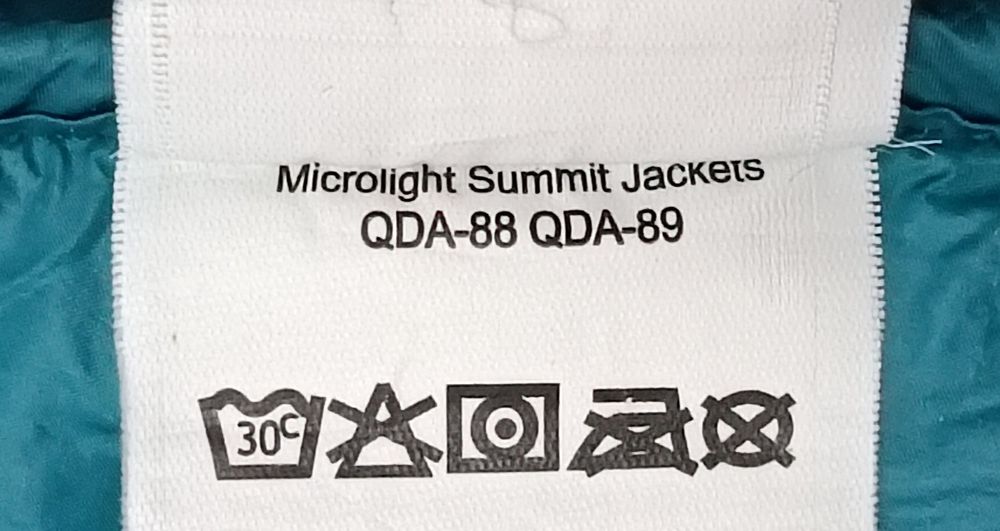 Microlight Summit Jackets
QDA-88 QDA-89
30c